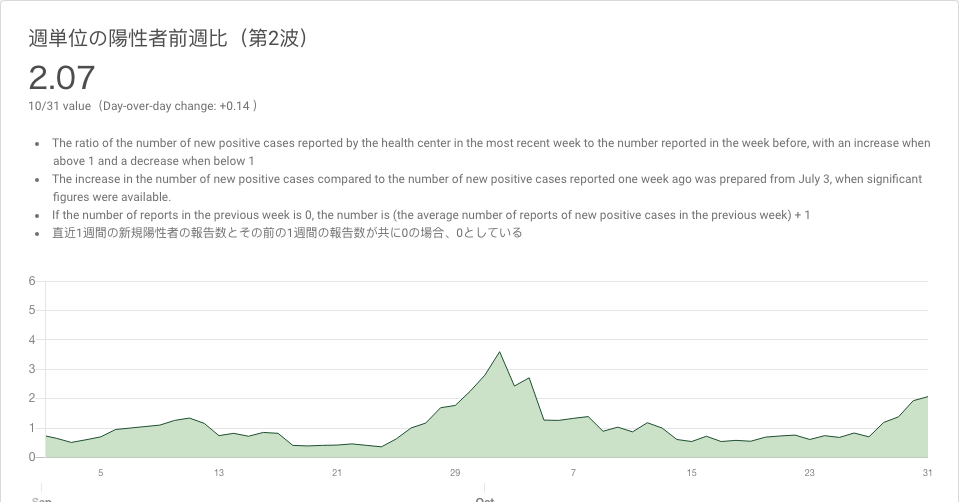 週単位の陽性者前週比（第2波）
2.07
10/31 value（Day-over-day change: +0.14 ）
• The ratio of the number of new positive cases reported by the health center in the most recent week to the number reported in the week before, with an increase when
above 1 and a decrease when below 1
• The increase in the number of new positive cases compared to the number of new positive cases reported one week ago was prepared from July 3, when significant
figures were available.
• If the number of reports in the previous week is 0, the number is (the average number of reports of new positive cases in the previous week) + 1
• 直近1週間の新規陽性者の報告数とその前の1週間の報告数が共に0の場合、0としている
6
5
4
3
2
1
0
5 13 21 29 7 15 23 31
Sep Oct